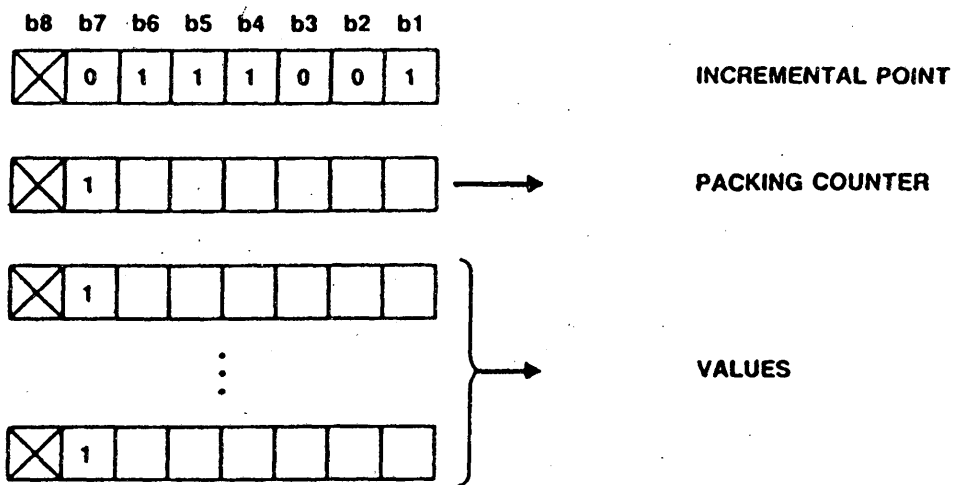 b8 b7 b6 b5 b4 b3 b2 b1
0 1 1 1 0 0 1 INCREMENTAL POINT
1 PACKING COUNTER
1
VALUES
1